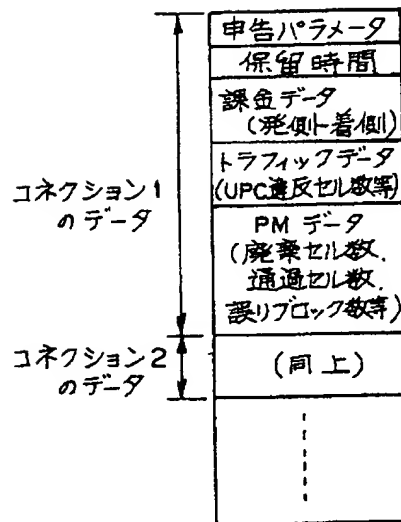 申告パラメータ
保留時間
課金データ
(発側ト着側)
トラフィックデータ
(UPC違反セル数等)
PM データ
(廃棄セル数,
通過セル数,
誤リブロック数等)
コネクション1
のデータ
コネクション2
のデータ
(同上)